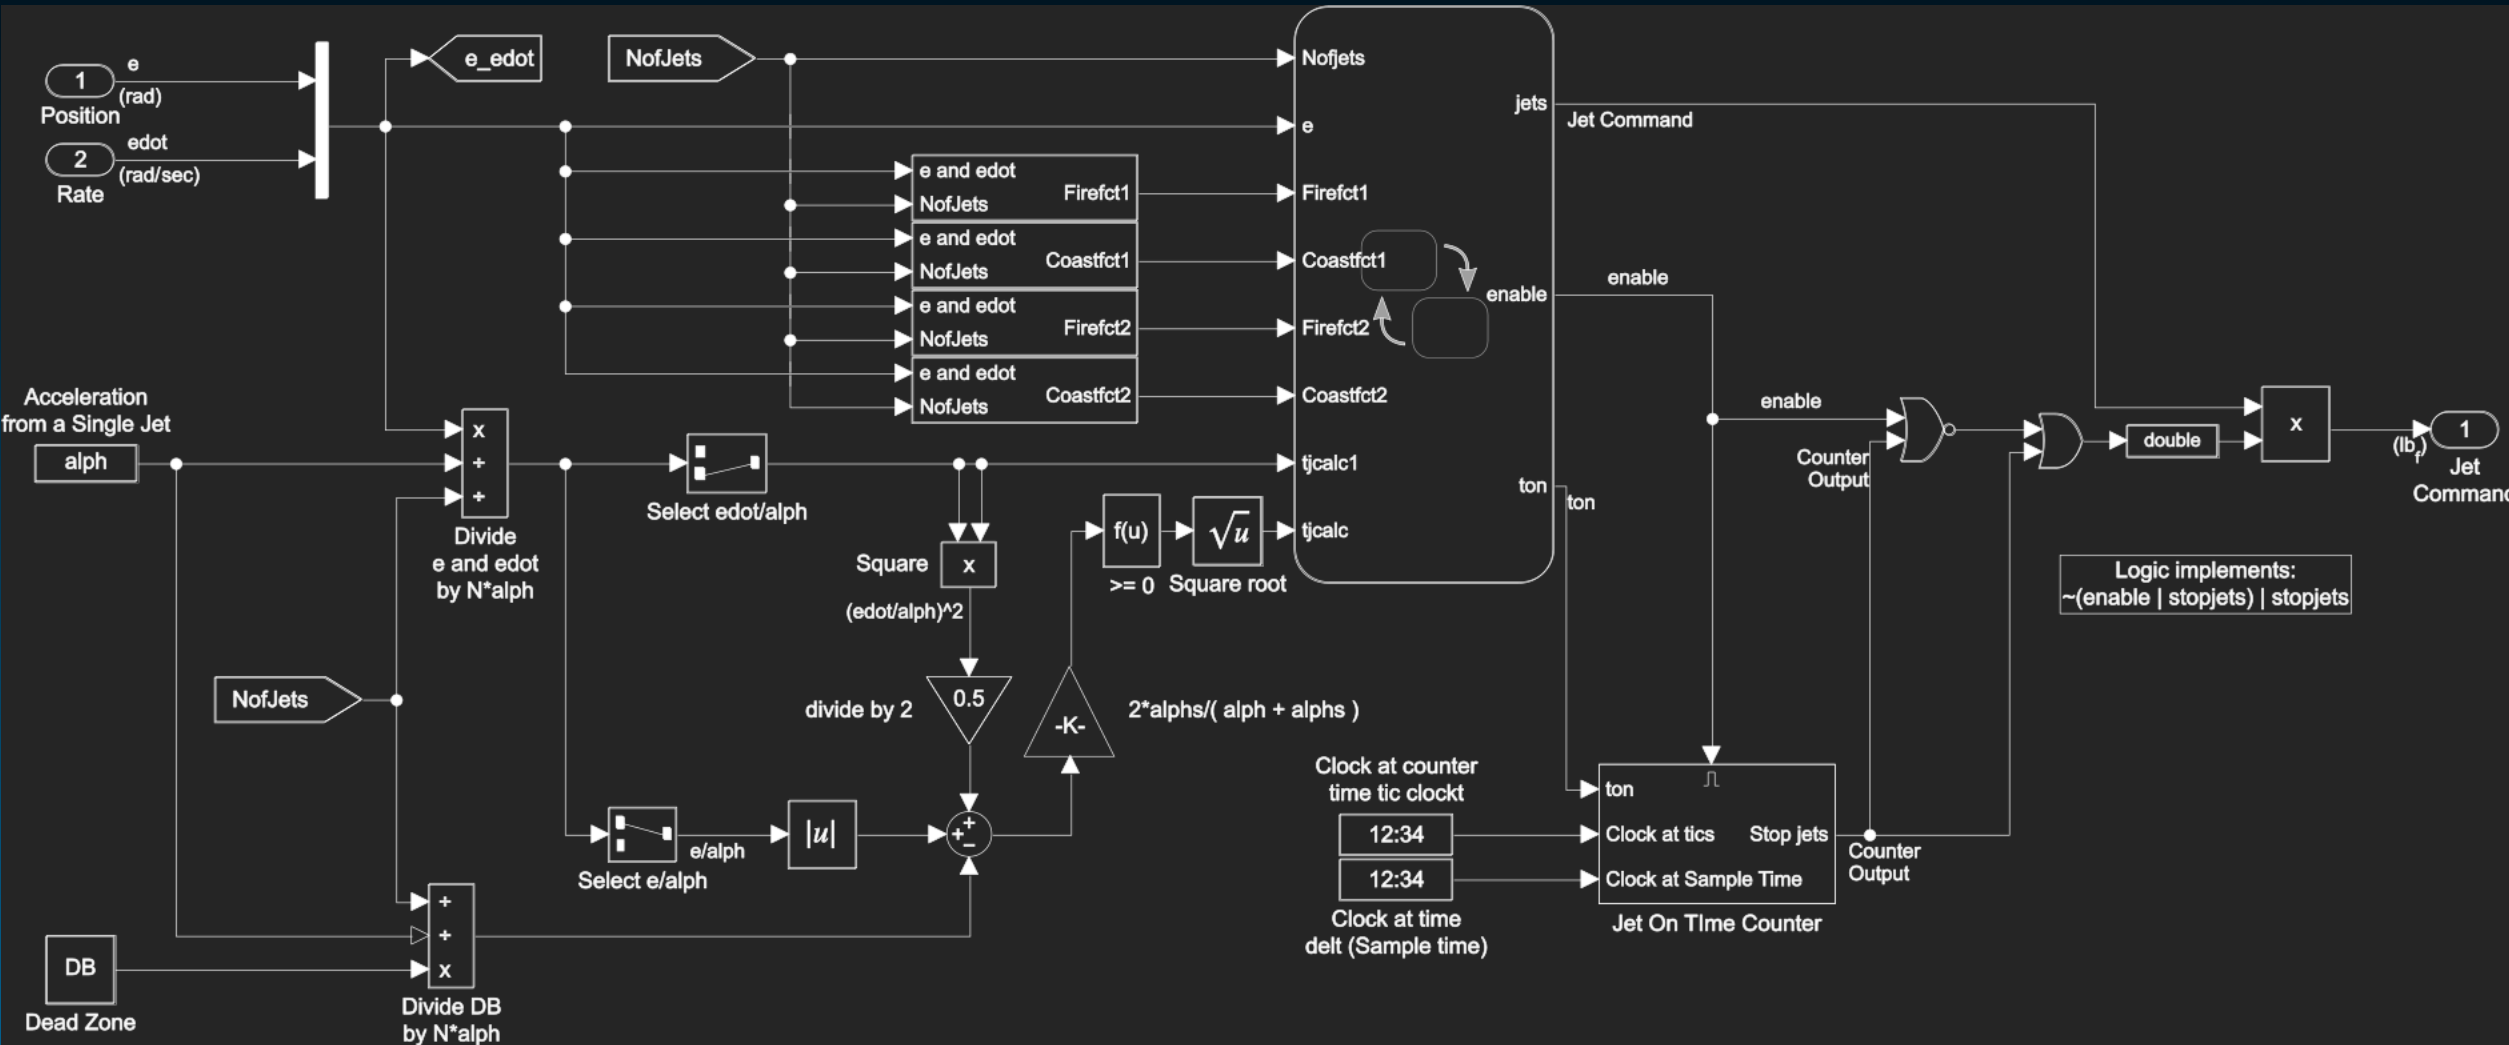 e
1
(rad)
Position
edot
2
(rad/sec)
Rate
e_edot
NofJets
Nofjets
e
Firefct1
Coastfct1
Firefct2
Coastfct2
tjcalc1
tjcalc
jets
enable
ton
e and edot
NofJets
Firefct1
e and edot
NofJets
Coastfct1
e and edot
NofJets
Firefct2
e and edot
NofJets
Coastfct2
Jet Command
enable
ton
enable
Counter
Output
double
x
(lb_f)
1
Jet
Command
Logic implements:
~(enable | stopjets) | stopjets
Acceleration
from a Single Jet
alph
x
÷
÷
Divide
e and edot
by N*alph
Select edot/alph
Square
x
(edot/alph)^2
divide by 2
0.5
f(u)
>= 0
√u
Square root
-K-
2*alphs/( alph + alphs )
NofJets
Select e/alph
e/alph
|u|
+
+
−
÷
÷
x
DB
Dead Zone
Divide DB
by N*alph
Clock at counter
time tic clockt
12:34
12:34
Clock at time
delt (Sample time)
ton
Clock at tics
Stop jets
Clock at Sample Time
Jet On TIme Counter
Counter
Output